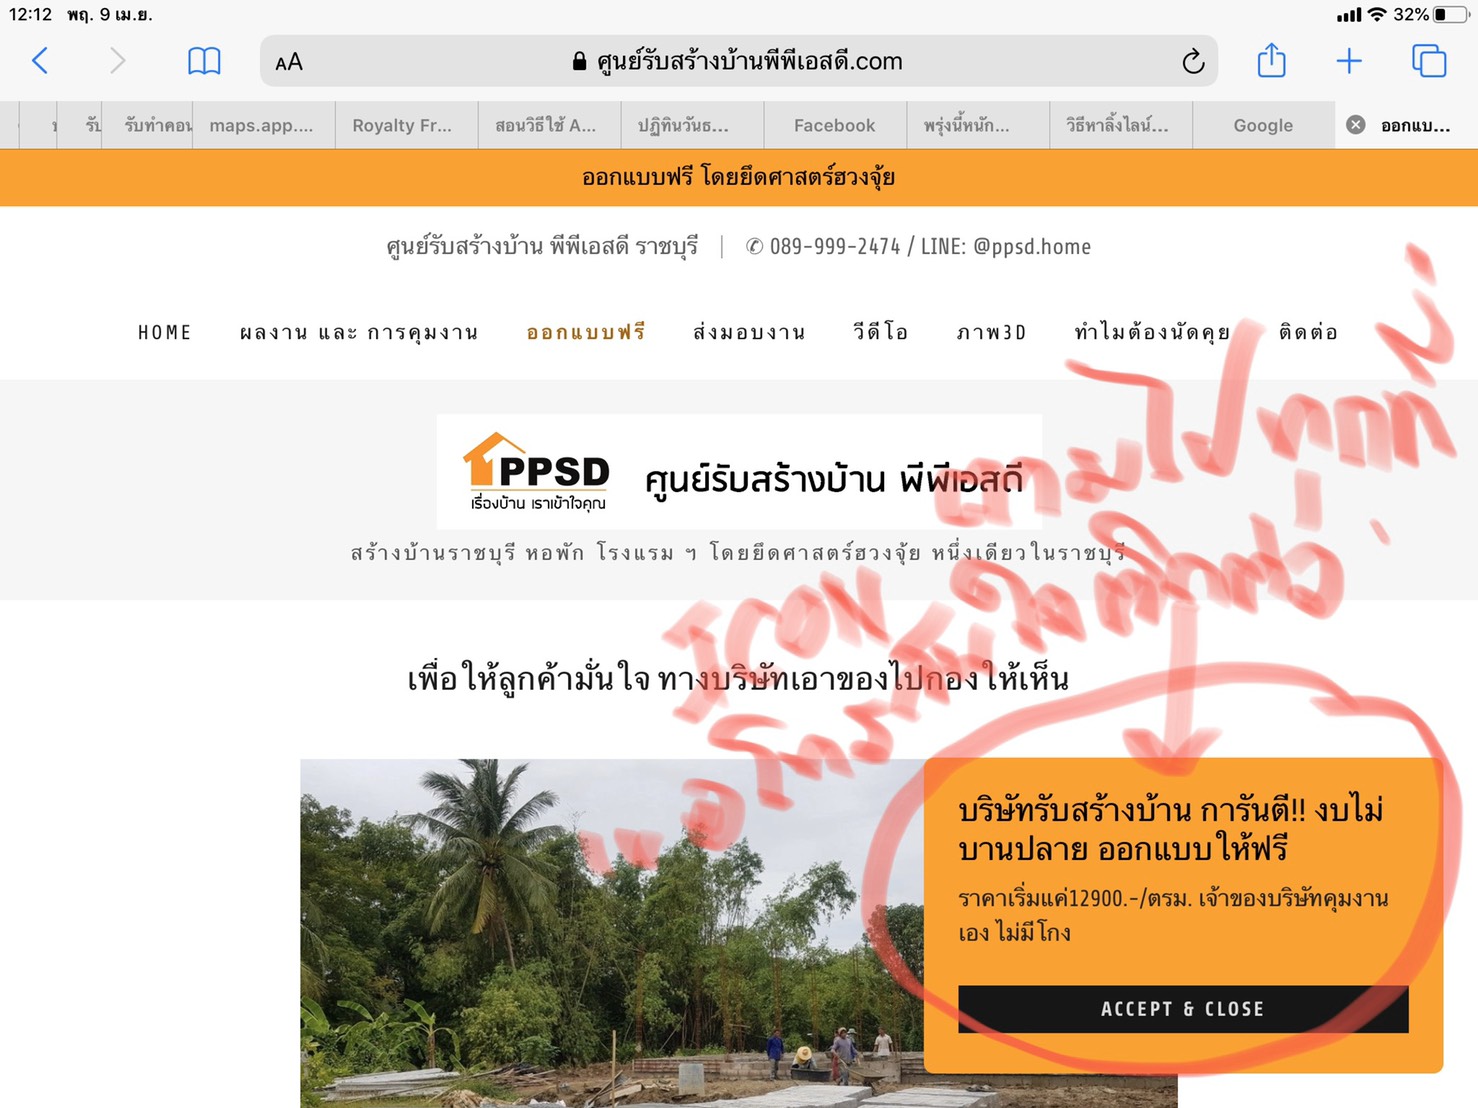 12:12 พฤ. 9 เม.ย. 32%
AA ศูนย์รับสร้างบ้านพีพีเอสดี.com
รับทำคอน maps.app.... Royalty Fr... สอนวิธีใช้ A... ปฏิทินวันธ... Facebook พรุ่งนี้หนัก... วิธีหาลิ้งไลน์... Google ออกแบ...
ออกแบบฟรี โดยยึดศาสตร์ฮวงจุ้ย
ศูนย์รับสร้างบ้าน พีพีเอสดี ราชบุรี | ✆ 089-999-2474 / LINE: @ppsd.home
HOME ผลงาน และ การคุมงาน ออกแบบฟรี ส่งมอบงาน วีดีโอ ภาพ3D ทำไมต้องนัดคุย ติดต่อ
ตามไปทุกที่
PPSD ศูนย์รับสร้างบ้าน พีพีเอสดี
เรื่องบ้าน เราเข้าใจคุณ
สร้างบ้านราชบุรี หอพัก โรงแรม ฯ โดยยึดศาสตร์ฮวงจุ้ย หนึ่งเดียวในราชบุรี
ICON
เพื่อให้ลูกค้ามั่นใจ ทางบริษัทเอาของไปกองให้เห็น
บริษัทรับสร้างบ้าน การันตี!! งบไม่
บานปลาย ออกแบบให้ฟรี
ราคาเริ่มแค่12900.-/ตรม. เจ้าของบริษัทคุมงาน
เอง ไม่มีโกง
ACCEPT & CLOSE